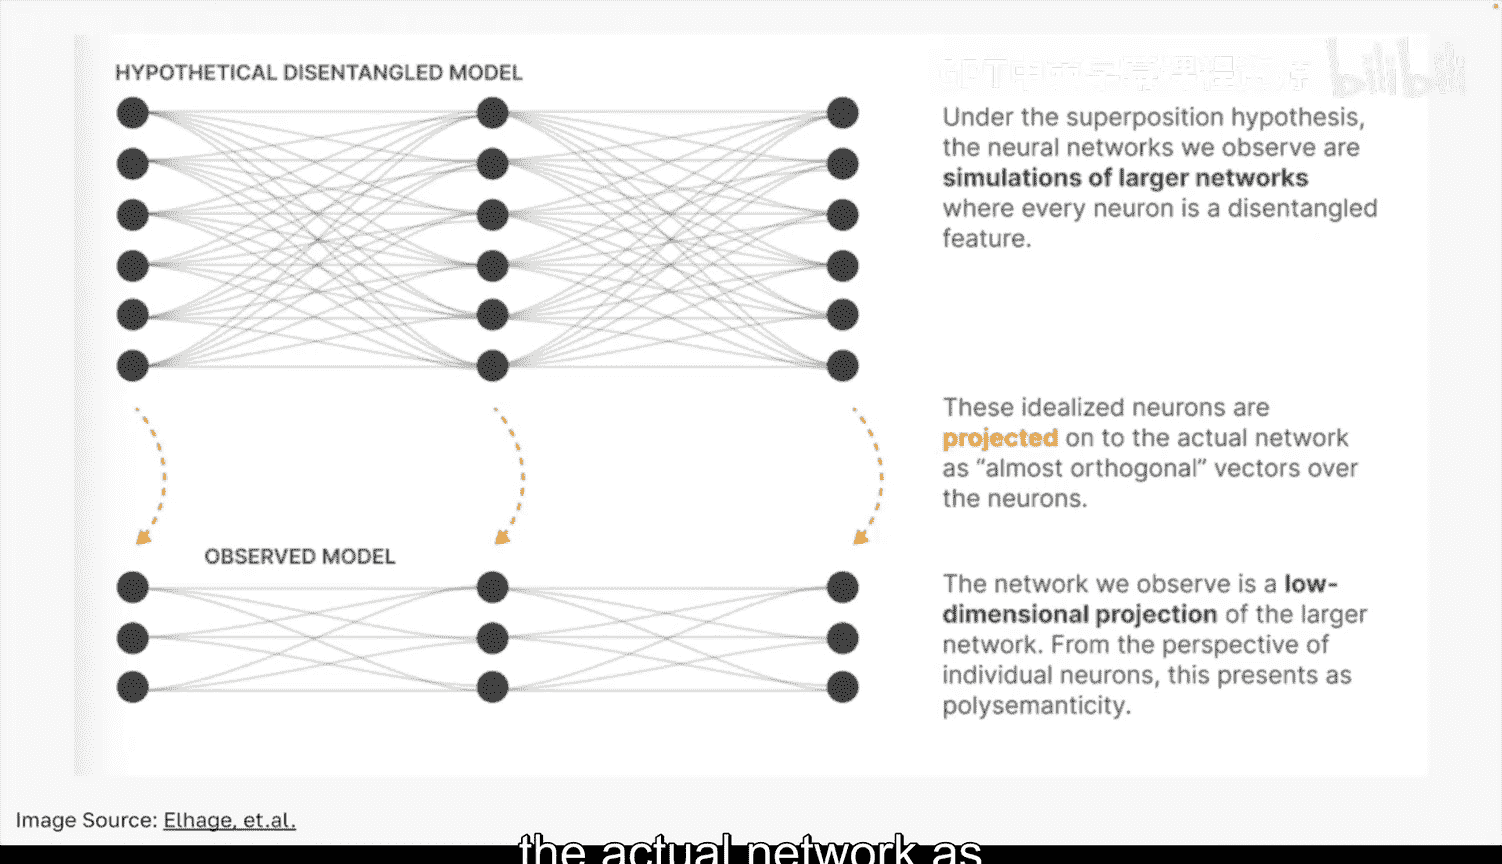 HYPOTHETICAL DISENTANGLED MODEL
bilibili
Under the superposition hypothesis,
the neural networks we observe are
simulations of larger networks
where every neuron is a disentangled
feature.
These idealized neurons are
projected on to the actual network
as “almost orthogonal” vectors over
the neurons.
OBSERVED MODEL
The network we observe is a low-
dimensional projection of the larger
network. From the perspective of
individual neurons, this presents as
polysemanticity.
Image Source: Elhage, et.al.
the actual network as